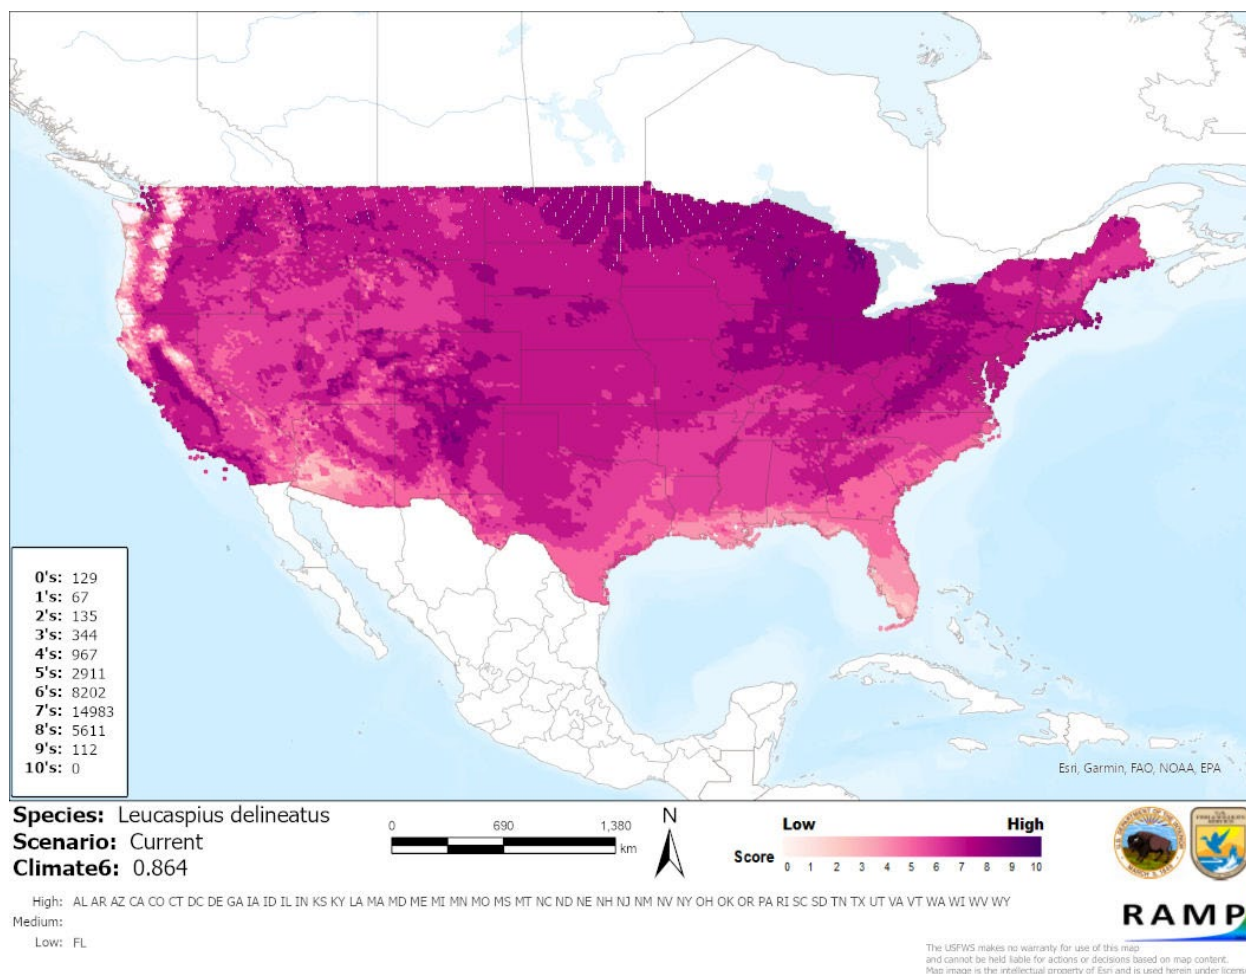 0's: 129
1's: 67
2's: 135
3's: 344
4's: 967
5's: 2911
6's: 8202
7's: 14983
8's: 5611
9's: 112
10's: 0
Esri, Garmin, FAO, NOAA, EPA
Species: Leucaspius delineatus
Scenario: Current
Climate6: 0.864
0 690 1,380
km
N
Low High
Score 0 1 2 3 4 5 6 7 8 9 10
High: AL AR AZ CA CO CT DC DE GA IA ID IL IN KS KY LA MA MD ME MI MN MO MS MT NC ND NE NH NJ NM NV NY OH OK OR PA RI SC SD TN TX UT VA VT WA WI WV WY
Medium:
Low: FL
RAMP
The USFWS makes no warranty for use of this map
and cannot be held liable for actions or decisions based on map content.
Map image is the intellectual property of Esri and is used herein under